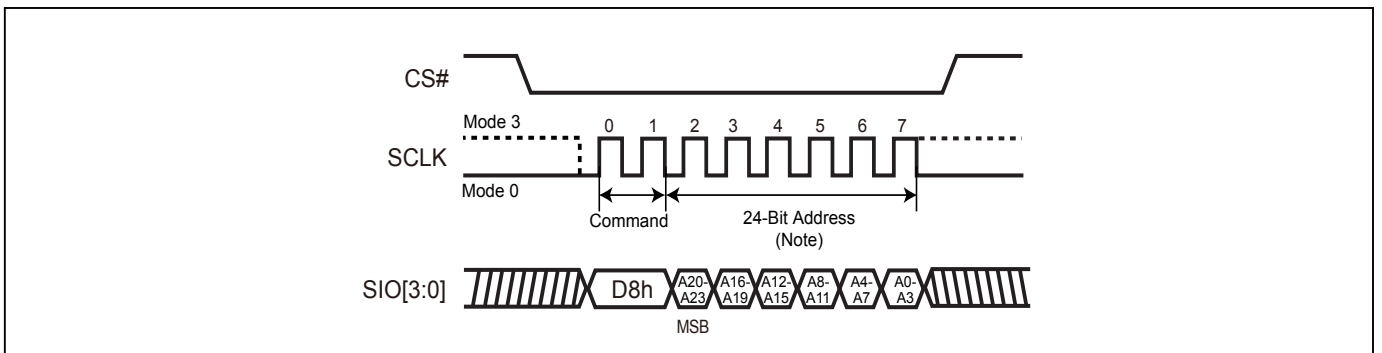 CS#
Mode 3
0 1 2 3 4 5 6 7
SCLK
Mode 0
Command
24-Bit Address
(Note)
SIO[3:0]
D8h
A20-
A23
A16-
A19
A12-
A15
A8-
A11
A4-
A7
A0-
A3
MSB